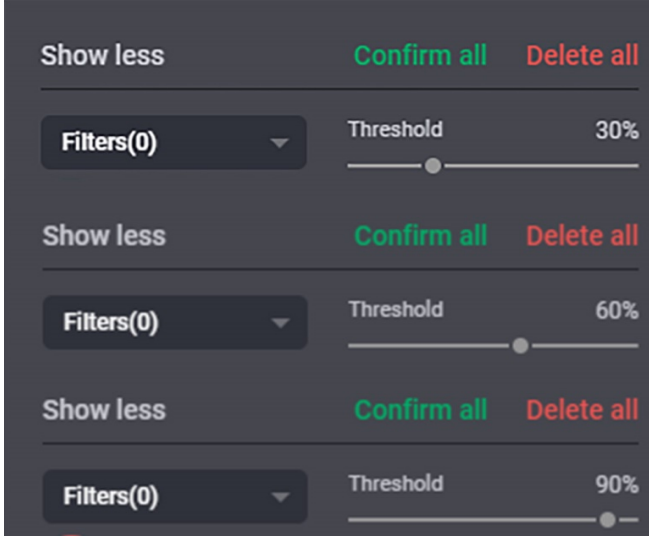 Show less Confirm all Delete all
Filters(0) Threshold 30%
Show less Confirm all Delete all
Filters(0) Threshold 60%
Show less Confirm all Delete all
Filters(0) Threshold 90%